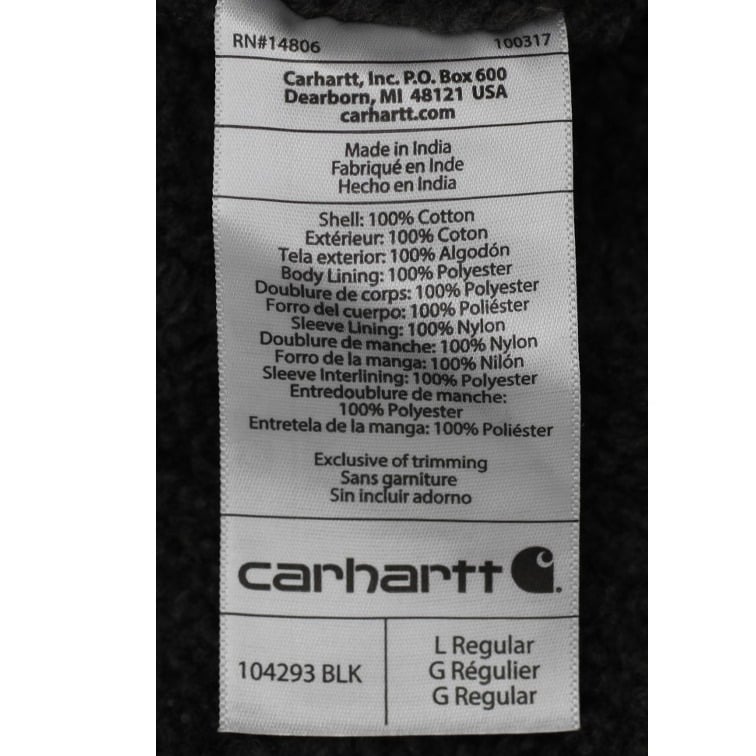 RN#14806 100317
Carhartt, Inc. P.O. Box 600
Dearborn, MI 48121 USA
carhartt.com
Made in India
Fabriqué en Inde
Hecho en India
Shell: 100% Cotton
Extérieur: 100% Coton
Tela exterior: 100% Algodón
Body Lining: 100% Polyester
Doublure de corps: 100% Polyester
Forro del cuerpo: 100% Poliéster
Sleeve Lining: 100% Nylon
Doublure de manche: 100% Nylon
Forro de la manga: 100% Nilón
Sleeve Interlining: 100% Polyester
Entredoublure de manche:
100% Polyester
Entretela de la manga: 100% Poliéster
Exclusive of trimming
Sans garniture
Sin incluir adorno
carhartt
104293 BLK
L Regular
G Régulier
G Regular